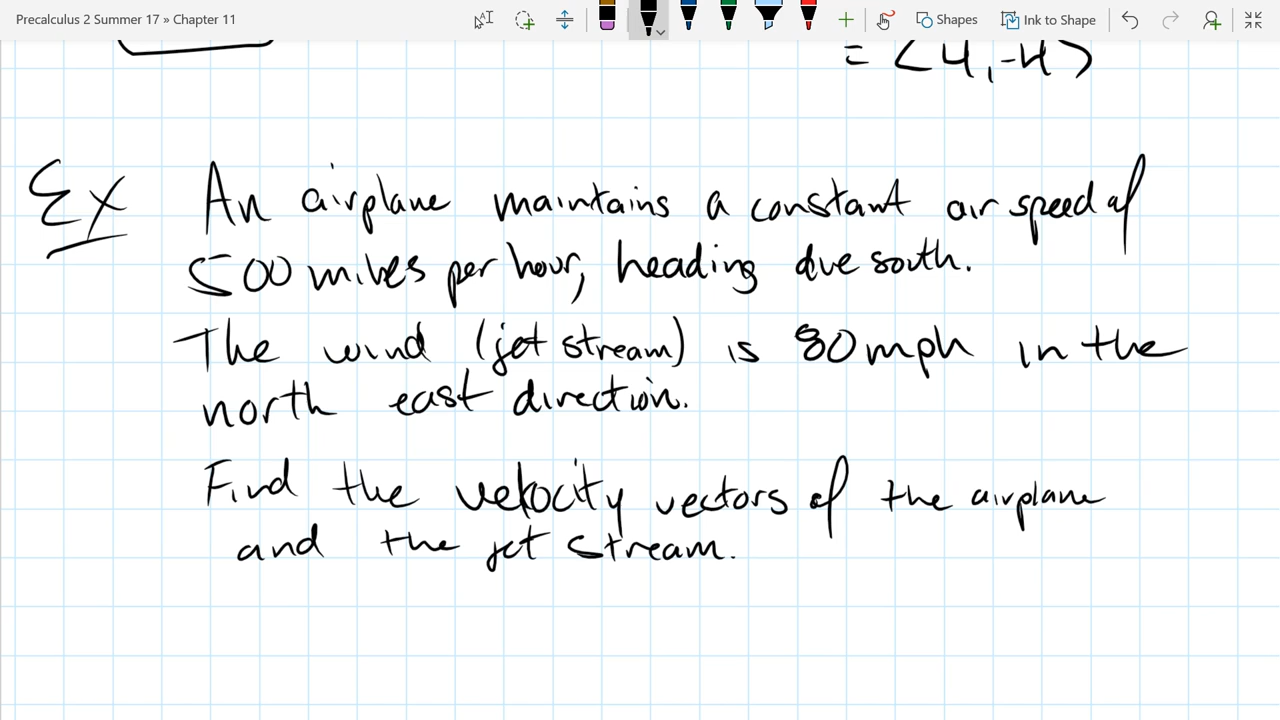 Precalculus 2 Summer 17 » Chapter 11
Shapes
Ink to Shape
= <4,-4>
Ex An airplane maintains a constant air speed of
500 miles per hour, heading due south.
The wind (jet stream) is 80 mph in the
north east direction.
Find the velocity vectors of the airplane
and the jet stream.